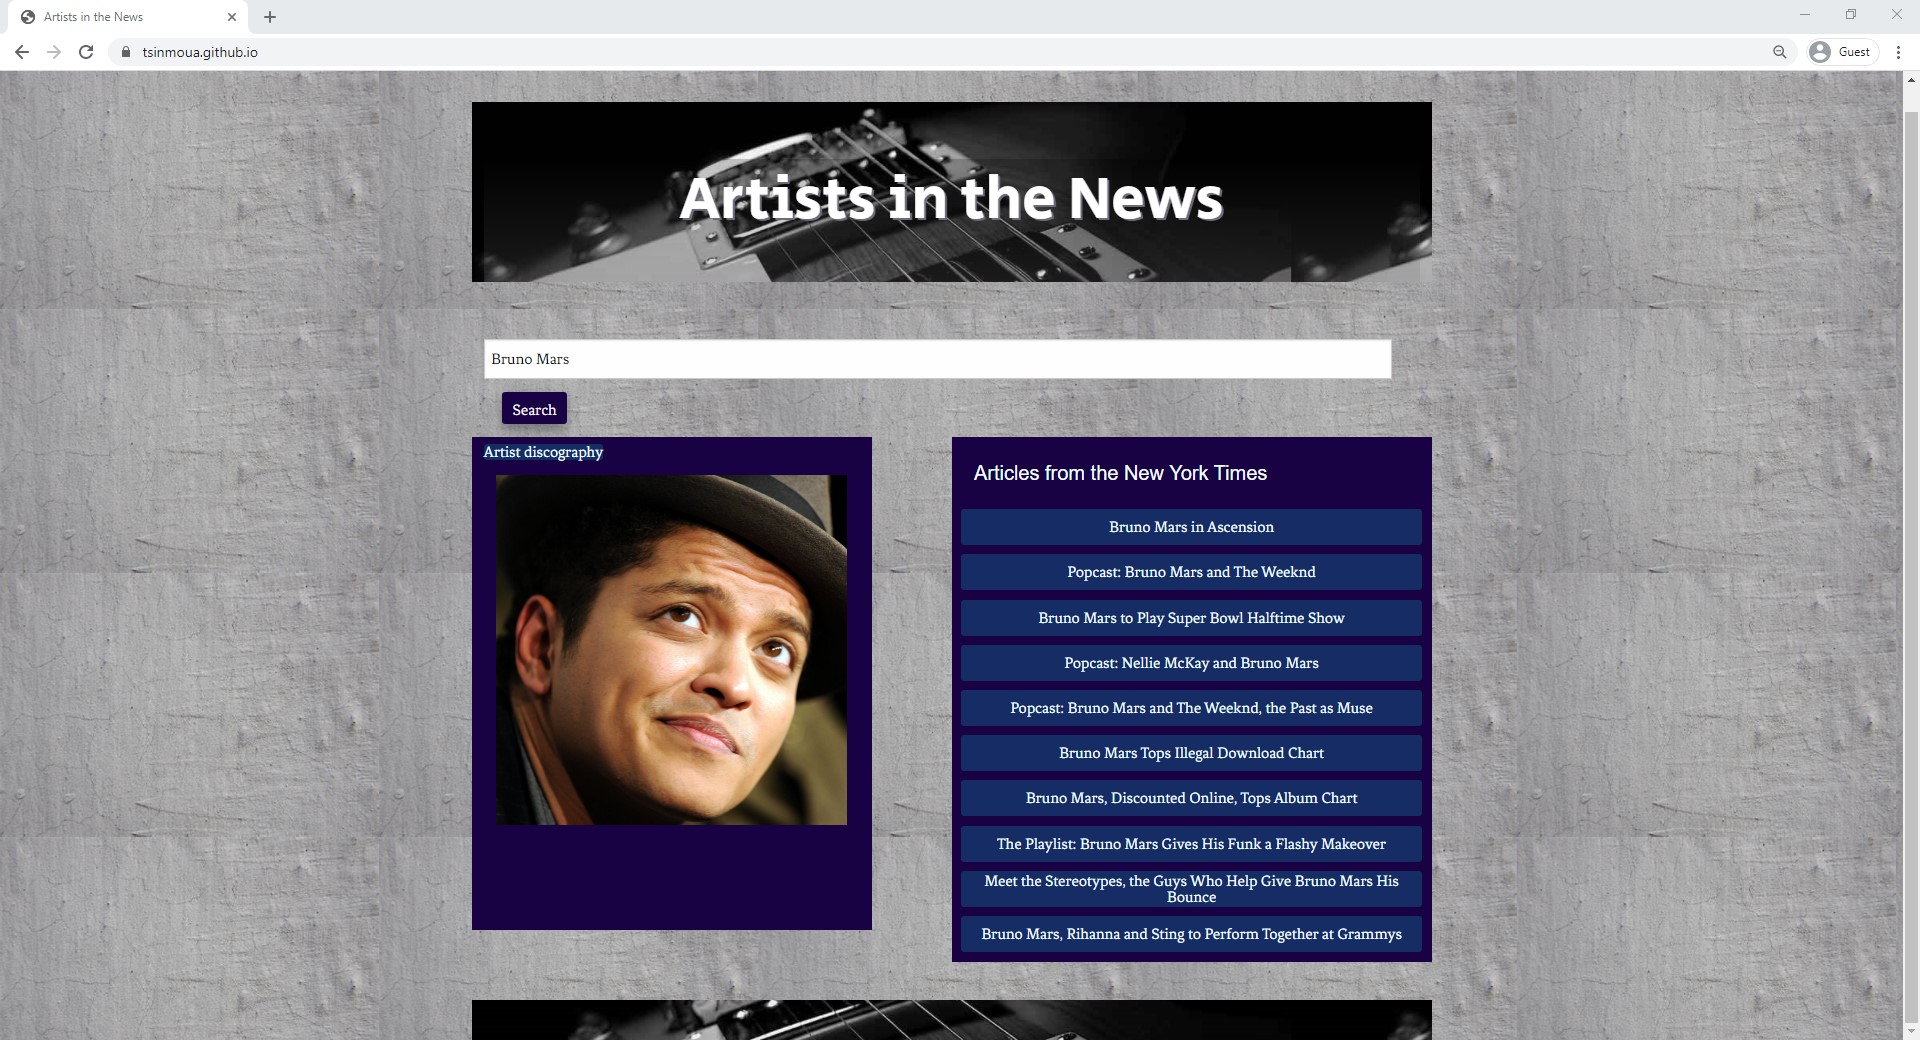 Artists in the News
tsinmoua.github.io
Guest
Artists in the News
Bruno Mars
Search
Artist discography
Articles from the New York Times
Bruno Mars in Ascension
Popcast: Bruno Mars and The Weeknd
Bruno Mars to Play Super Bowl Halftime Show
Popcast: Nellie McKay and Bruno Mars
Popcast: Bruno Mars and The Weeknd, the Past as Muse
Bruno Mars Tops Illegal Download Chart
Bruno Mars, Discounted Online, Tops Album Chart
The Playlist: Bruno Mars Gives His Funk a Flashy Makeover
Meet the Stereotypes, the Guys Who Help Give Bruno Mars His
Bounce
Bruno Mars, Rihanna and Sting to Perform Together at Grammys